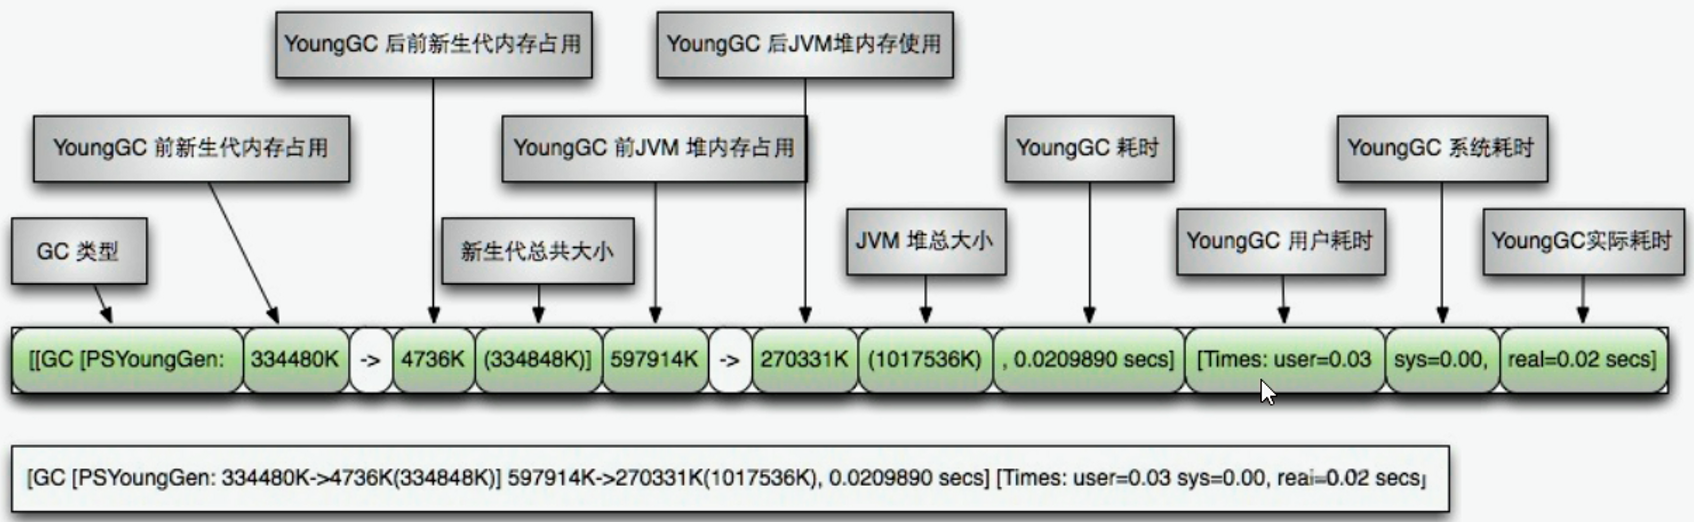 YoungGC 后前新生代内存占用
YoungGC 后JVM堆内存使用
YoungGC 前新生代内存占用
YoungGC 前JVM 堆内存占用
YoungGC 耗时
YoungGC 系统耗时
GC 类型
新生代总共大小
JVM 堆总大小
YoungGC 用户耗时
YoungGC实际耗时
[[GC [PSYoungGen: 334480K -> 4736K (334848K)] 597914K -> 270331K (1017536K) , 0.0209890 secs] [Times: user=0.03 sys=0.00, real=0.02 secs]
[GC [PSYoungGen: 334480K->4736K(334848K)] 597914K->270331K(1017536K), 0.0209890 secs] [Times: user=0.03 sys=0.00, real=0.02 secs]